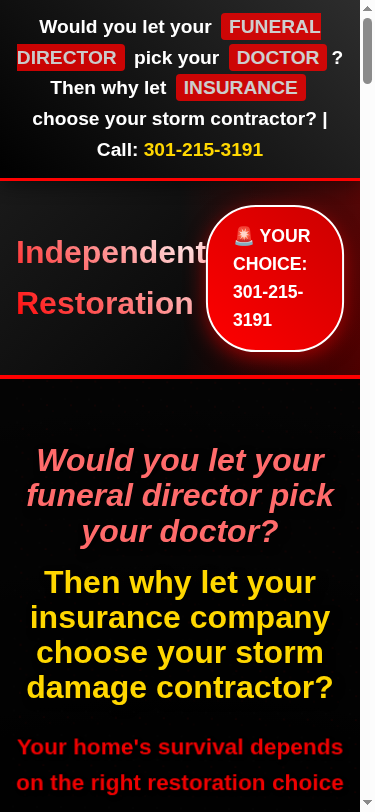 Would you let your FUNERAL
DIRECTOR pick your DOCTOR ?
Then why let INSURANCE
choose your storm contractor? |
Call: 301-215-3191
Independent
Restoration
🚨 YOUR
CHOICE:
301-215-
3191
Would you let your
funeral director pick
your doctor?
Then why let your
insurance company
choose your storm
damage contractor?
Your home's survival depends
on the right restoration choice